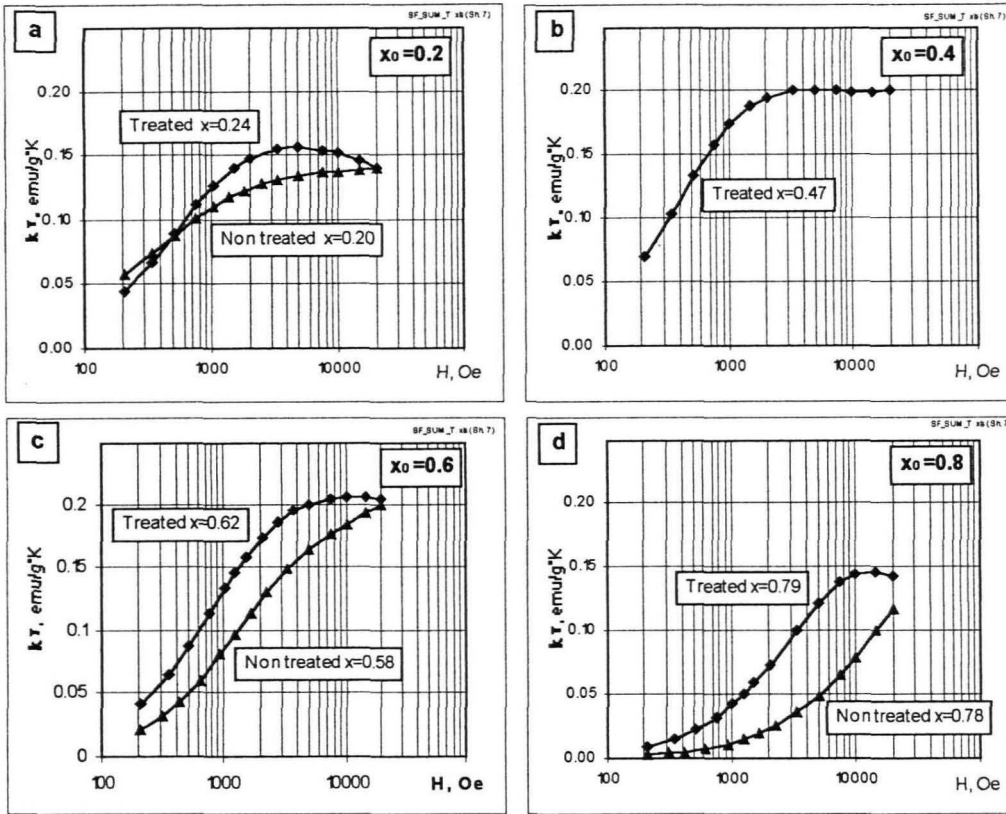 a
SF_SUM_T xls(Sh.7)
x₀=0.2
Treated x=0.24
Non treated x=0.20
k_T, emu/g*K
0.20
0.15
0.10
0.05
0.00
100
1000
10000
H, Oe
b
SF_SUM_T xls(Sh.7)
x₀=0.4
Treated x=0.47
k_T, emu/g*K
0.20
0.15
0.10
0.05
0.00
100
1000
10000
H, Oe
c
SF_SUM_T xls(Sh.7)
x₀=0.6
Treated x=0.62
Non treated x=0.58
k_T, emu/g*K
0.2
0.15
0.1
0.05
0
100
1000
10000
H, Oe
d
SF_SUM_T xls(Sh.7)
x₀=0.8
Treated x=0.79
Non treated x=0.78
k_T, emu/g*K
0.20
0.15
0.10
0.05
0.00
100
1000
10000
H, Oe